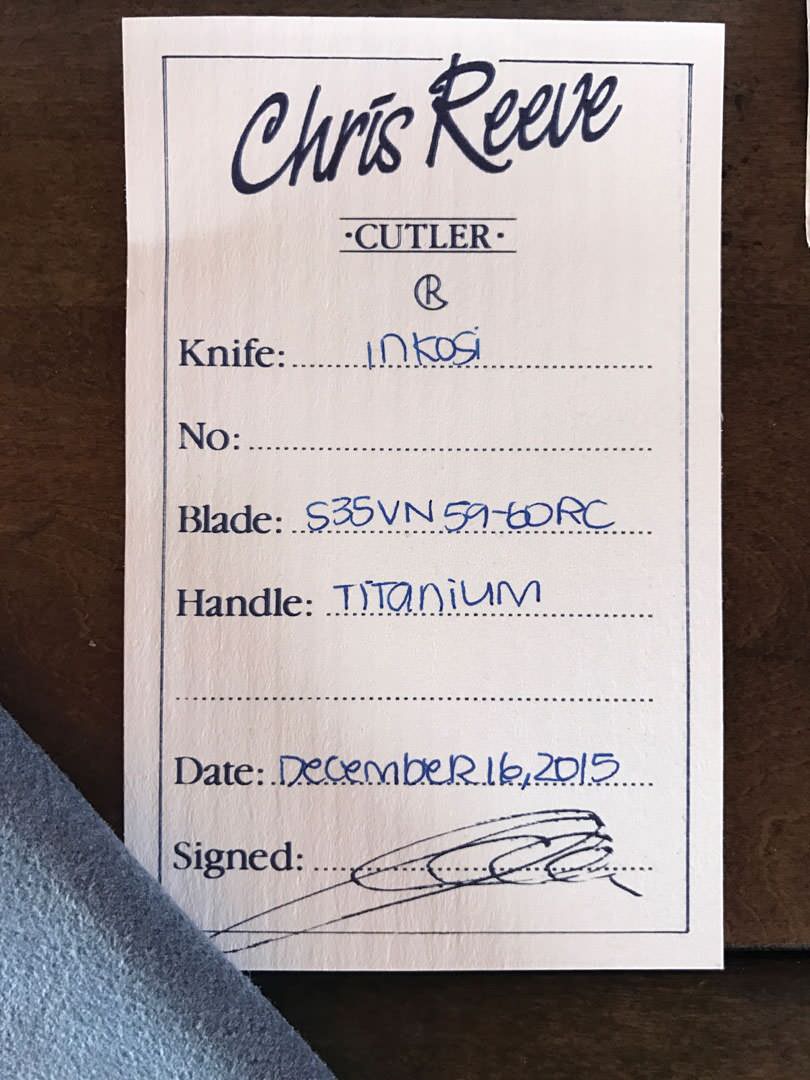 Chris Reeve
·CUTLER·
CR
Knife: INKOSi
No:
Blade: S35VN 59-60RC
Handle: TiTaniUM
Date: DeCeMbeR 16, 2015
Signed: